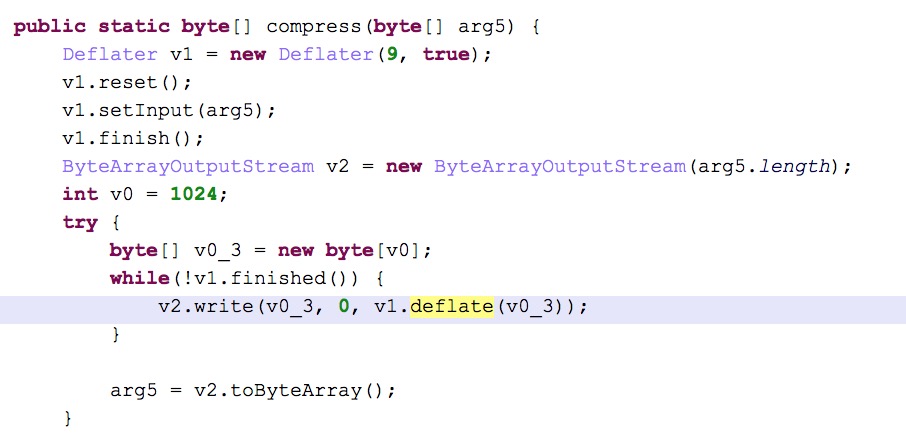 public static byte[] compress(byte[] arg5) {
    Deflater v1 = new Deflater(9, true);
    v1.reset();
    v1.setInput(arg5);
    v1.finish();
    ByteArrayOutputStream v2 = new ByteArrayOutputStream(arg5.length);
    int v0 = 1024;
    try {
        byte[] v0_3 = new byte[v0];
        while(!v1.finished()) {
            v2.write(v0_3, 0, v1.deflate(v0_3));
        }
        arg5 = v2.toByteArray();
    }